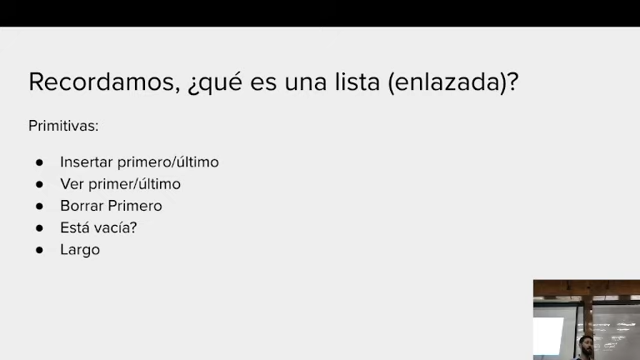 Recordamos, ¿qué es una lista (enlazada)?
Primitivas:
● Insertar primero/último
● Ver primer/último
● Borrar Primero
● Está vacía?
● Largo